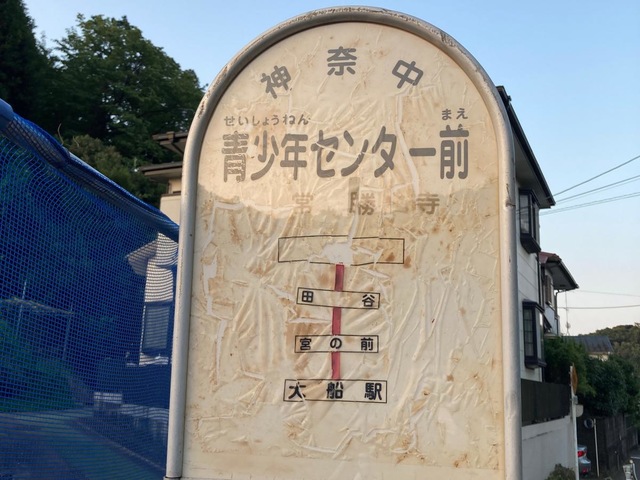 神奈中
せいしょうねん まえ
青少年センター前
常勝寺
田谷
宮の前
大船駅